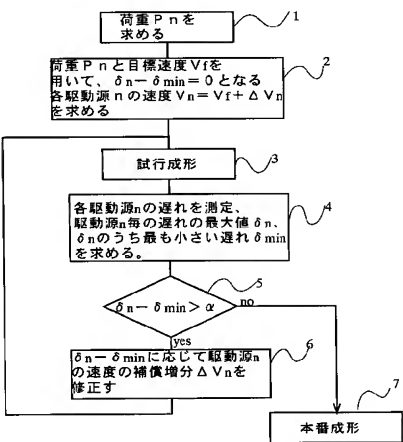 荷重Pnを
求める
1
荷重Pnと目標速度Vfを
用いて、δn－δmin＝0となる
各駆動源nの速度Vn＝Vf＋ΔVn
を求める
2
試行成形
3
各駆動源nの遅れを測定、
駆動源n毎の遅れの最大値δn、
δnのうち最も小さい遅れδmin
を求める。
4
δn－δmin＞α
5
no
yes
δn－δminに応じて駆動源n
の速度の補償増分ΔVnを
修正す
6
本番成形
7